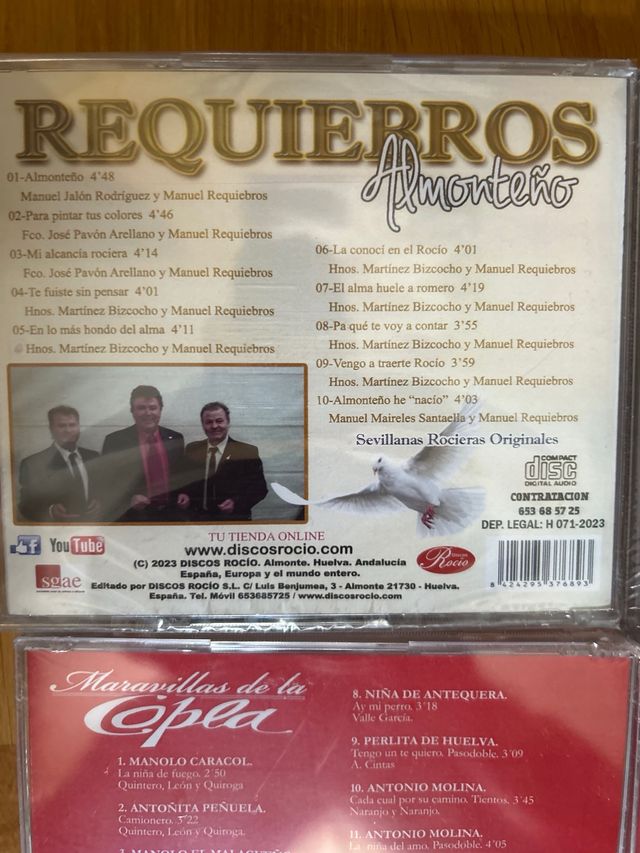 REQUIEBROS
Almonteño
01-Almonteño 4'48
Manuel Jalón Rodríguez y Manuel Requiebros
02-Para pintar tus colores 4'46
Fco. José Pavón Arellano y Manuel Requiebros
03-Mi alcancía rociera 4'14
Fco. José Pavón Arellano y Manuel Requiebros
04-Te fuiste sin pensar 4'01
Hnos. Martínez Bizcocho y Manuel Requiebros
05-En lo más hondo del alma 4'11
Hnos. Martínez Bizcocho y Manuel Requiebros
06-La conocí en el Rocío 4'01
Hnos. Martínez Bizcocho y Manuel Requiebros
07-El alma huele a romero 4'19
Hnos. Martínez Bizcocho y Manuel Requiebros
08-Pa qué te voy a contar 3'55
Hnos. Martínez Bizcocho y Manuel Requiebros
09-Vengo a traerte Rocío 3'59
Hnos. Martínez Bizcocho y Manuel Requiebros
10-Almonteño he "nacío" 4'03
Manuel Maireles Santaella y Manuel Requiebros
Sevillanas Rocieras Originales
COMPACT
disc
DIGITAL AUDIO
CONTRATACION
653 68 57 25
DEP. LEGAL: H 071-2023
f
YouTube
sgae
TU TIENDA ONLINE
www.discosrocio.com
(C) 2023 DISCOS ROCÍO. Almonte. Huelva. Andalucía
España, Europa y el mundo entero.
Editado por DISCOS ROCÍO S.L. C/ Luis Benjumea, 3 - Almonte 21730 - Huelva.
España. Tel. Móvil 653685725 / www.discosrocio.com
Discos
Rocío
8 424295 376893
Maravillas de la
Copla
1. MANOLO CARACOL.
La niña de fuego. 2´50
Quintero, León y Quiroga
2. ANTOÑITA PEÑUELA.
Camionero. 3´22
Quintero, León y Quiroga.
8. NIÑA DE ANTEQUERA.
Ay mi perro. 3´18
Valle García.
9. PERLITA DE HUELVA.
Tengo un te quiero. Pasodoble. 3´09
A. Cintas
10. ANTONIO MOLINA.
Cada cual por su camino. Tientos. 3´45
Naranjo y Naranjo.
11. ANTONIO MOLINA.
La niña del amo. Pasodoble. 4´05